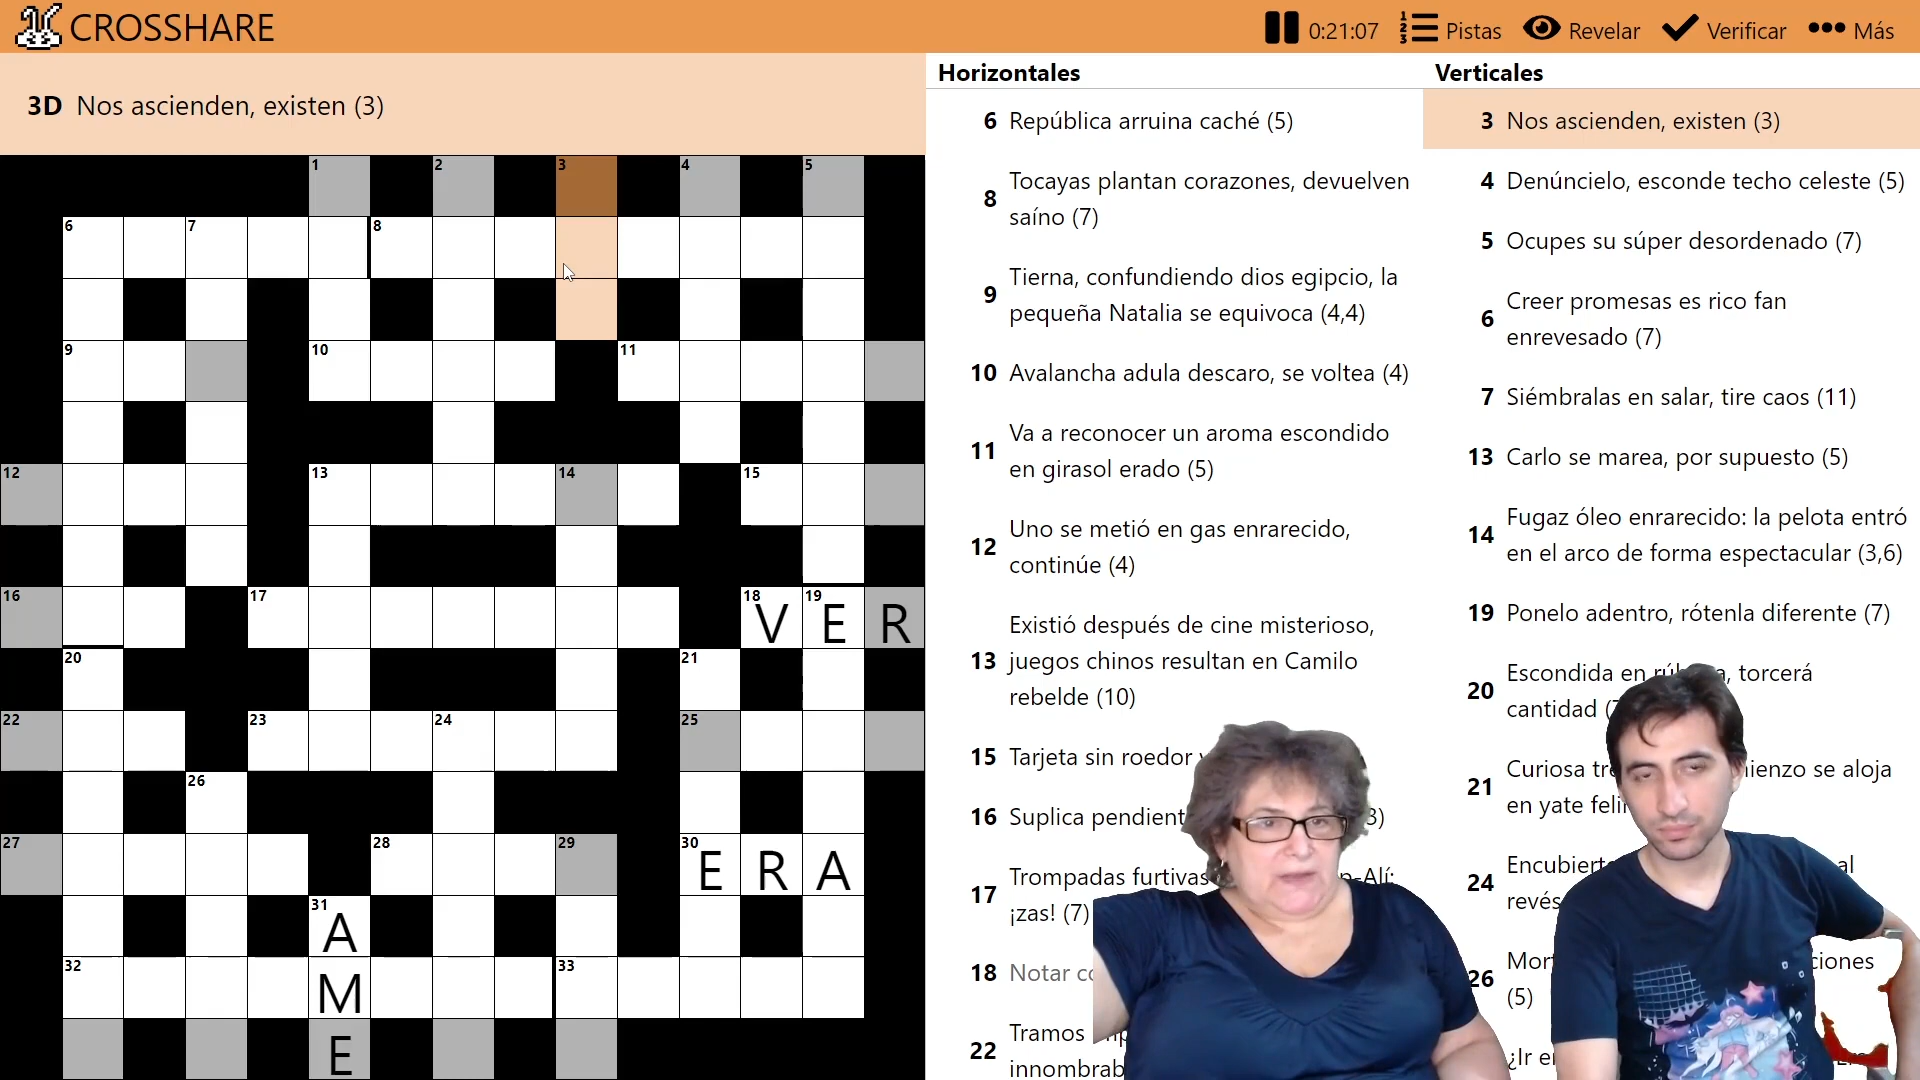 CROSSHARE
0:21:07
Pistas
Revelar
Verificar
Más
3D Nos ascienden, existen (3)
Horizontales
6 República arruina caché (5)
8 Tocayas plantan corazones, devuelven
saíno (7)
9 Tierna, confundiendo dios egipcio, la
pequeña Natalia se equivoca (4,4)
10 Avalancha adula descaro, se voltea (4)
11 Va a reconocer un aroma escondido
en girasol erado (5)
12 Uno se metió en gas enrarecido,
continúe (4)
13 Existió después de cine misterioso,
juegos chinos resultan en Camilo
rebelde (10)
15 Tarjeta sin roedor
16 Suplica 3)
17 Trompadas furtivas p-Alí:
¡zas! (7)
18 Notar
22 Tramos
Verticales
3 Nos ascienden, existen (3)
4 Denúncielo, esconde techo celeste (5)
5 Ocupes su súper desordenado (7)
6 Creer promesas es rico fan
enrevesado (7)
7 Siémbralas en salar, tire caos (11)
13 Carlo se marea, por supuesto (5)
14 Fugaz óleo enrarecido: la pelota entró
en el arco de forma espectacular (3,6)
19 Ponelo adentro, rótenla diferente (7)
20 Escondida en torcerá
cantidad
21 Curiosa se aloja
en yate
24 al
revés
26
(5)
¿Ir
1 2 3 4 5
6 7 8
9 10 11
12 13 14 15
16 17 18 V 19 E R
20 21
22 23 24 25
26
27 28 29 30 E R A
31 A
32 M 33
E